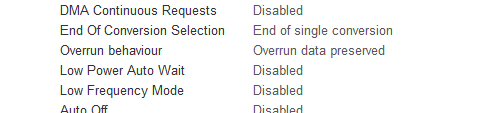 DMA Continuous Requests Disabled
End Of Conversion Selection End of single conversion
Overrun behaviour Overrun data preserved
Low Power Auto Wait Disabled
Low Frequency Mode Disabled
Auto Off Disabled